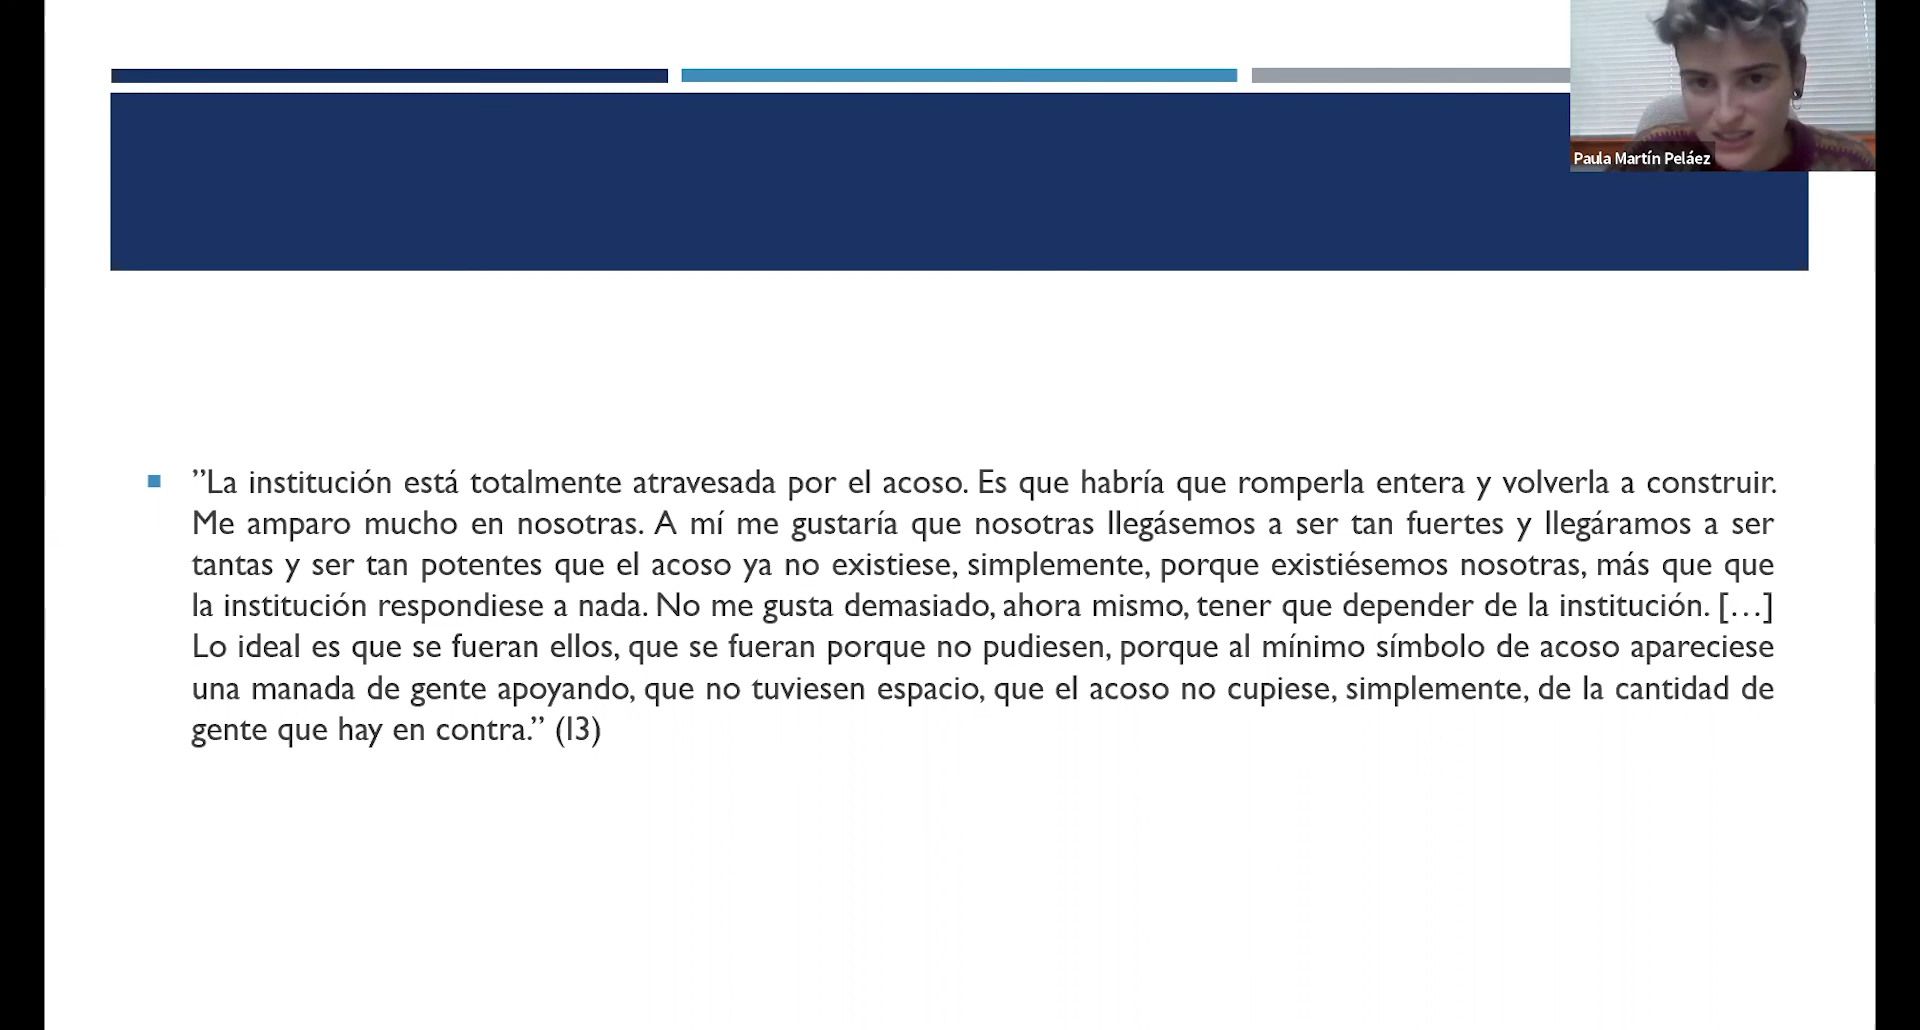 Paula Martín Peláez
”La institución está totalmente atravesada por el acoso. Es que habría que romperla entera y volverla a construir.
Me amparo mucho en nosotras. A mí me gustaría que nosotras llegásemos a ser tan fuertes y llegáramos a ser
tantas y ser tan potentes que el acoso ya no existiese, simplemente, porque existiésemos nosotras, más que que
la institución respondiese a nada. No me gusta demasiado, ahora mismo, tener que depender de la institución. […]
Lo ideal es que se fueran ellos, que se fueran porque no pudiesen, porque al mínimo símbolo de acoso apareciese
una manada de gente apoyando, que no tuviesen espacio, que el acoso no cupiese, simplemente, de la cantidad de
gente que hay en contra.” (I3)